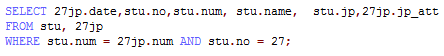 SELECT 27jp.date,stu.no,stu.num, stu.name,  stu.jp,27jp.jp_att
FROM stu, 27jp
WHERE stu.num = 27jp.num AND stu.no = 27;